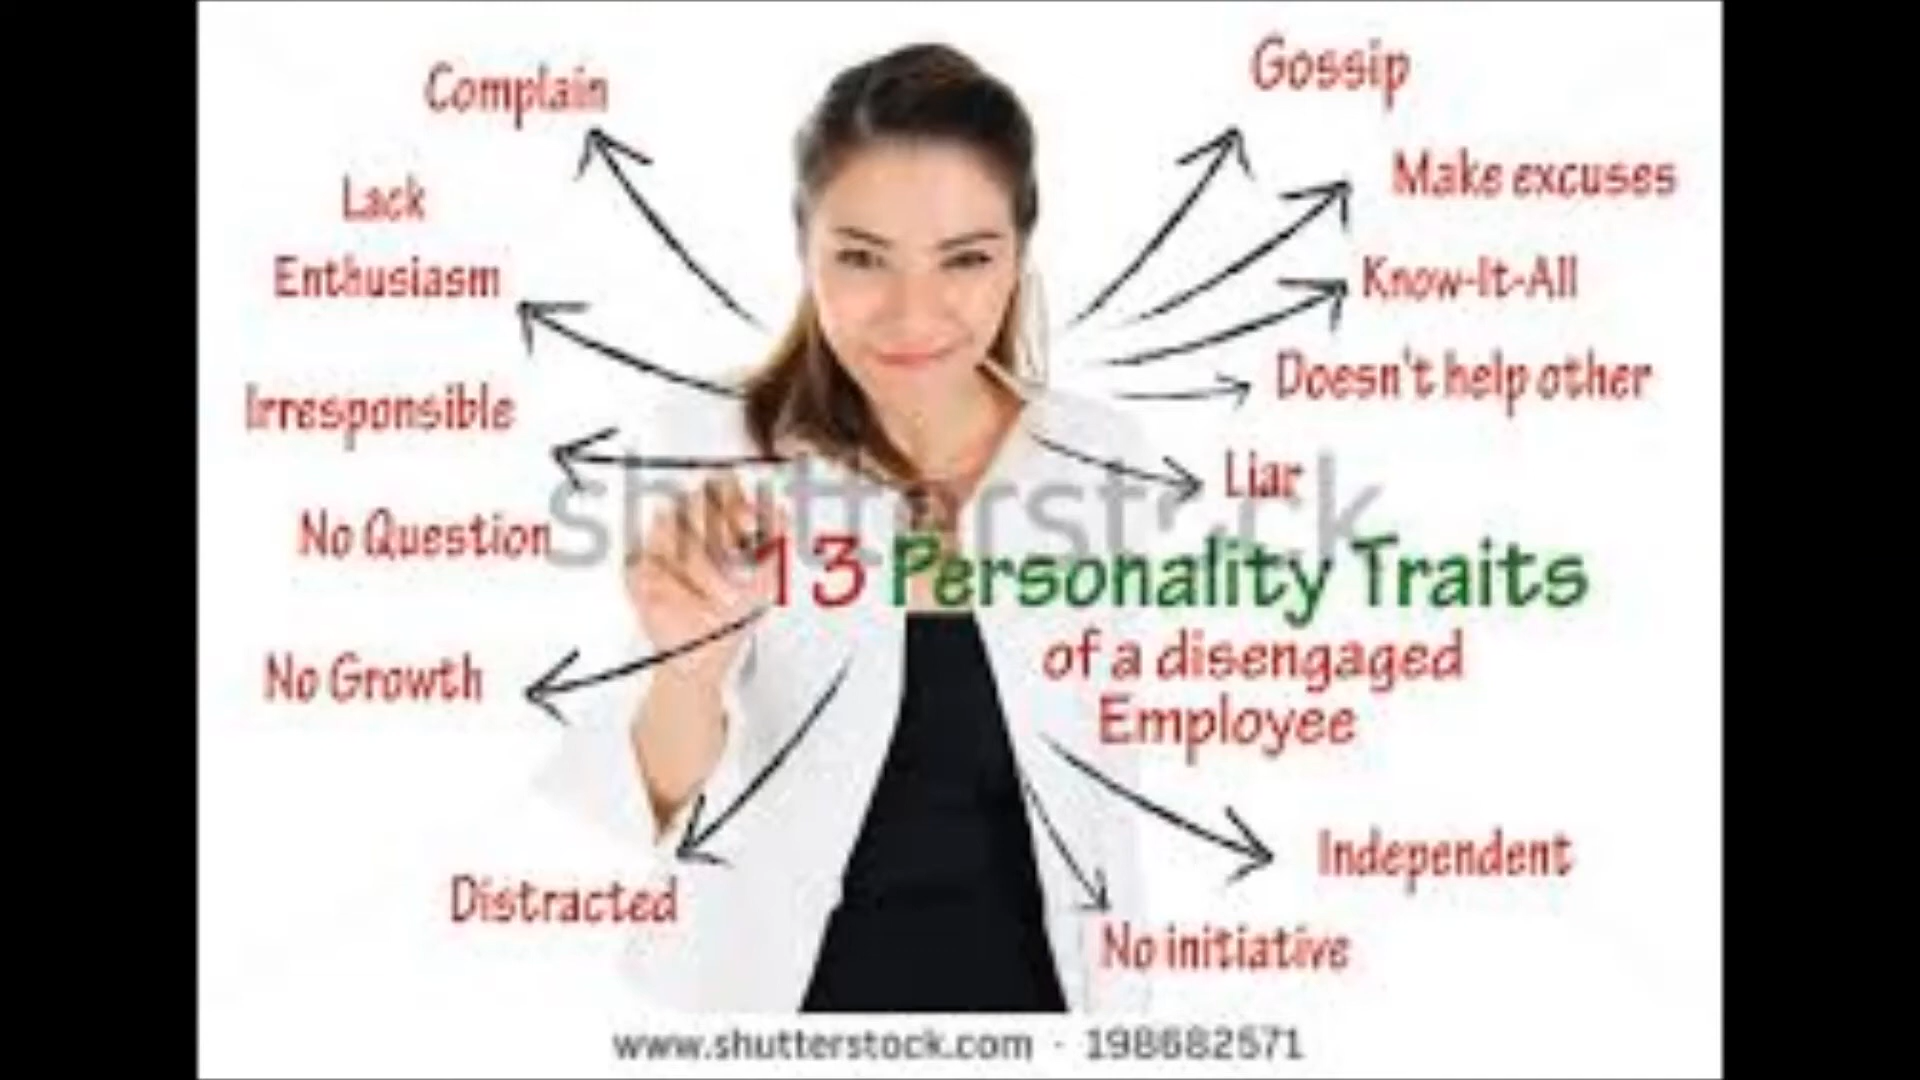 Complain
Gossip
Make excuses
Lack
Enthusiasm
Know-It-All
Doesn't help other
Irresponsible
Liar
shutterstock
No Question
13 Personality Traits
of a disengaged
Employee
No Growth
Independent
Distracted
No initiative
www.shutterstock.com · 198682571